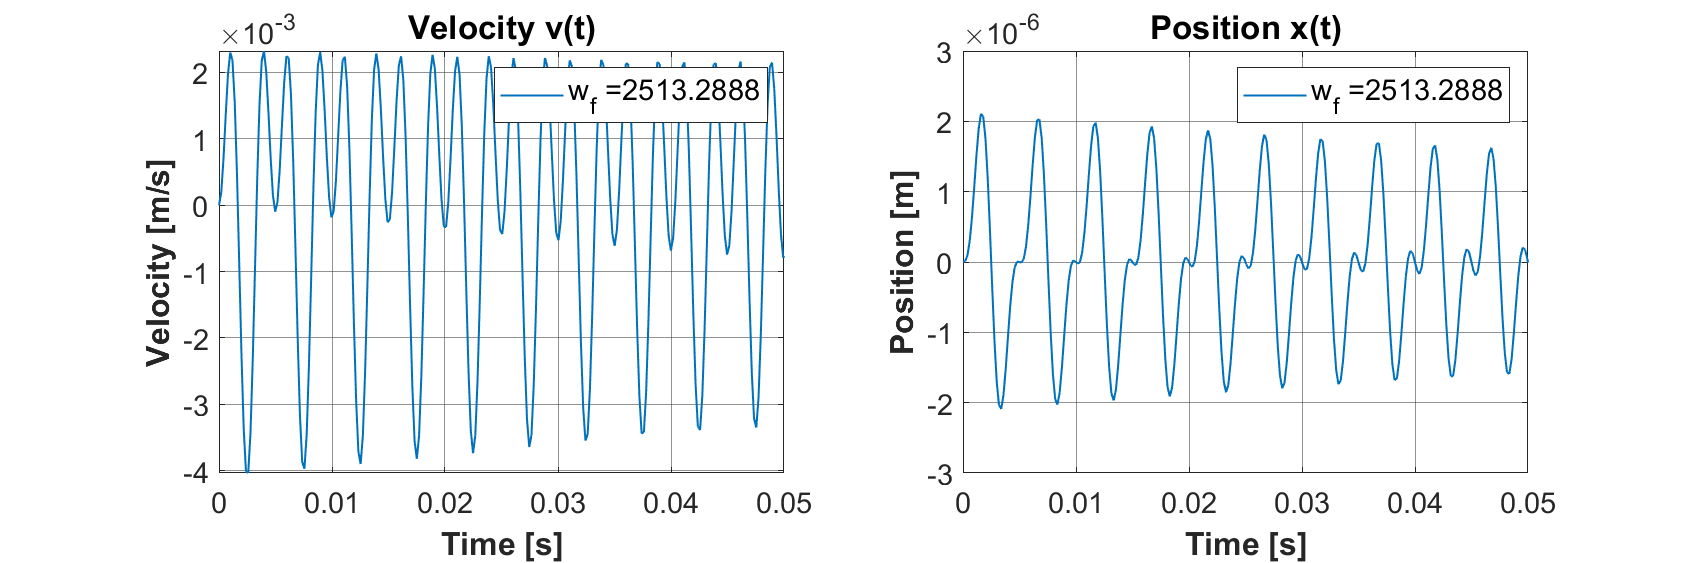 ×10-3
Velocity v(t)
w_f =2513.2888
2
1
0
-1
-2
-3
-4
Velocity [m/s]
0 0.01 0.02 0.03 0.04 0.05
Time [s]
×10-6
Position x(t)
w_f =2513.2888
3
2
1
0
-1
-2
-3
Position [m]
0 0.01 0.02 0.03 0.04 0.05
Time [s]